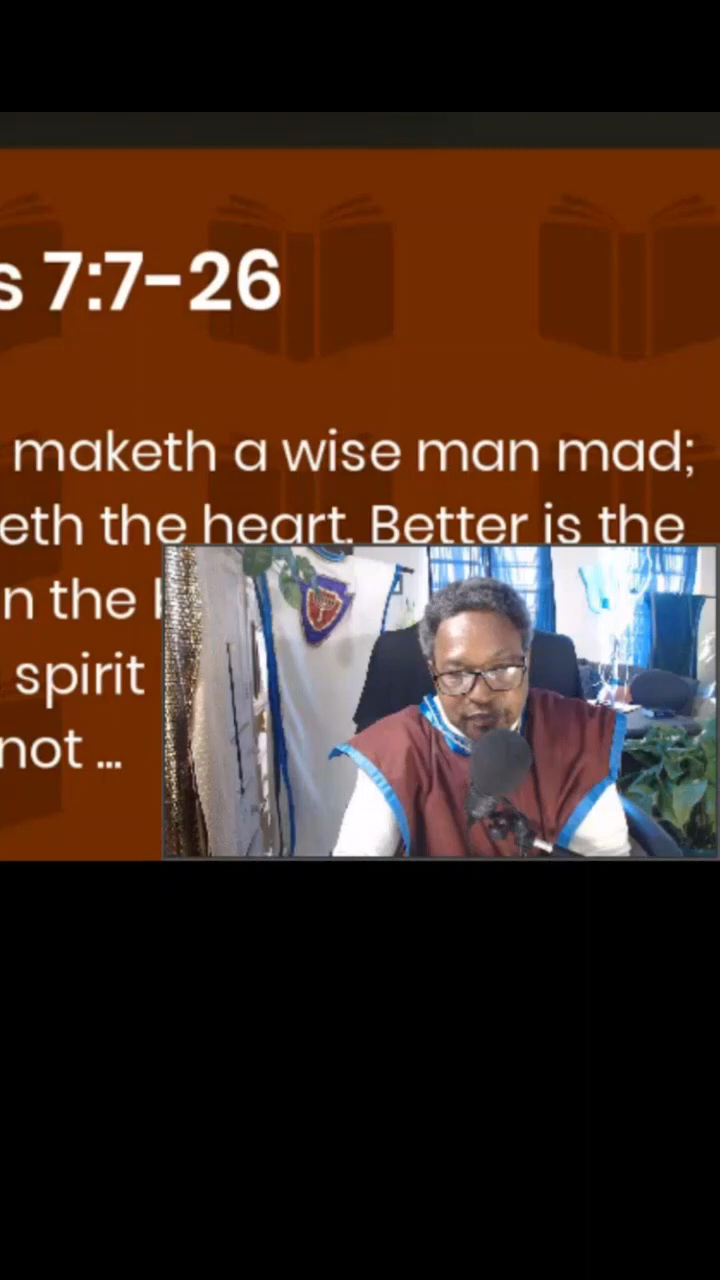 s 7:7-26
maketh a wise man mad;
eth the heart. Better is the
n the
spirit
not ...